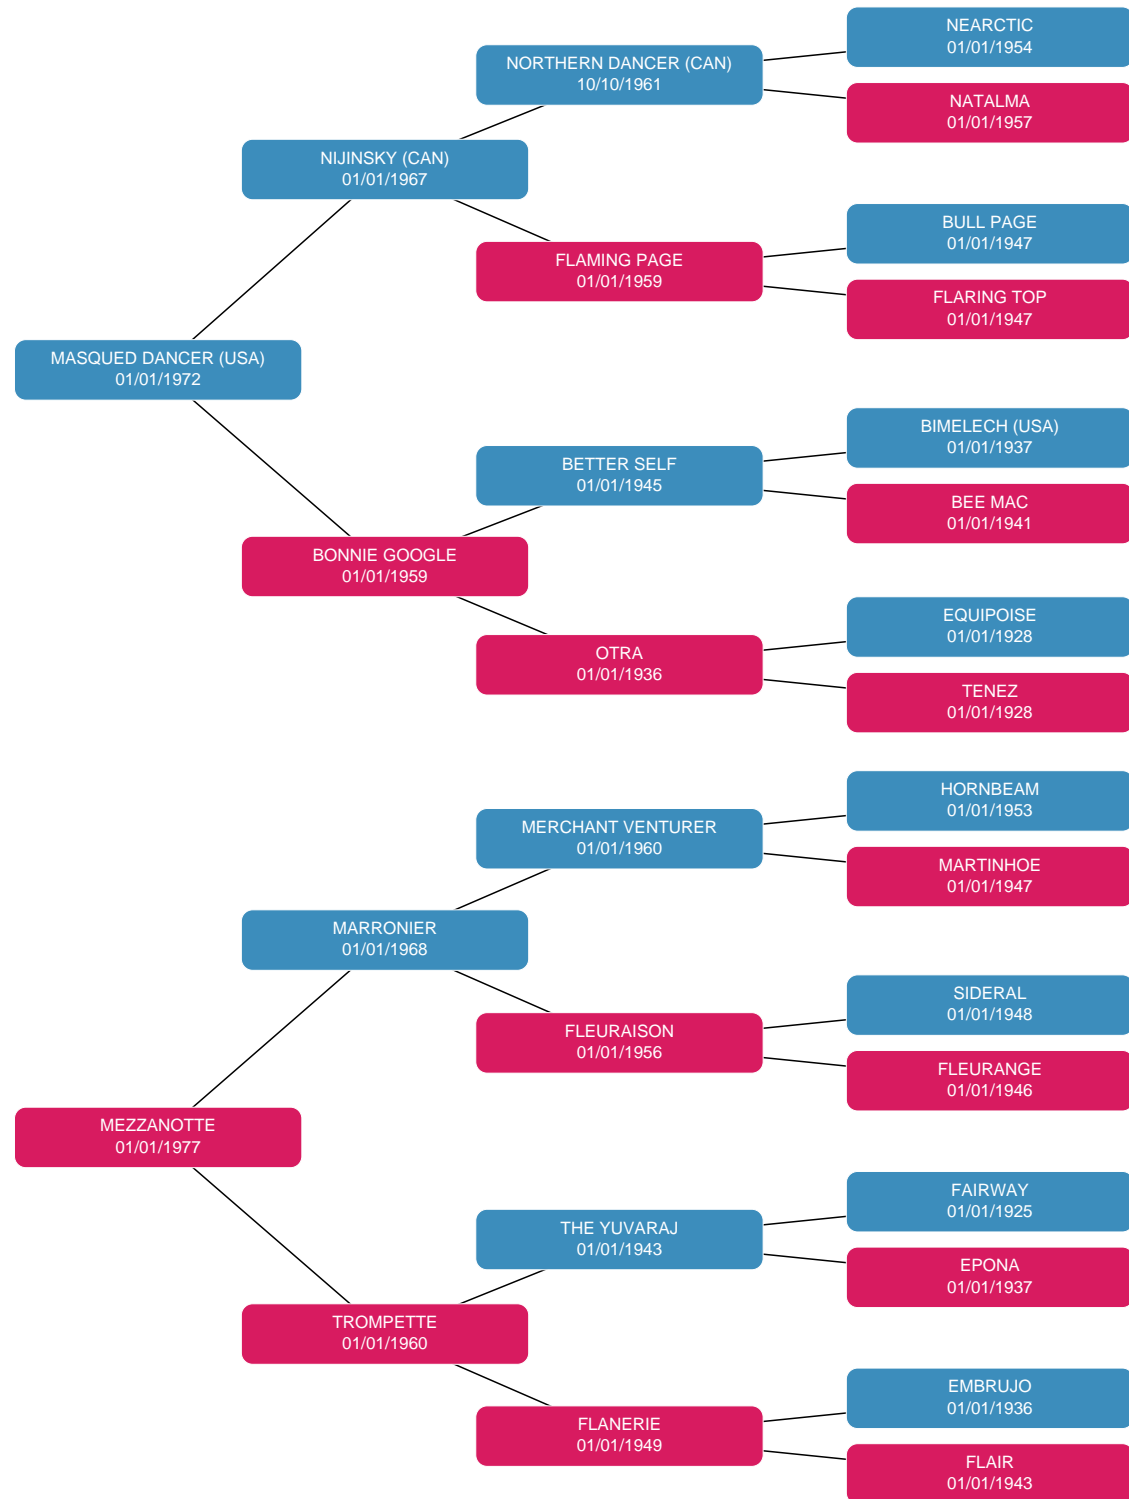 NEARCTIC
01/01/1954
NORTHERN DANCER (CAN)
10/10/1961
NATALMA
01/01/1957
NIJINSKY (CAN)
01/01/1967
BULL PAGE
01/01/1947
FLAMING PAGE
01/01/1959
FLARING TOP
01/01/1947
MASQUED DANCER (USA)
01/01/1972
BIMELECH (USA)
01/01/1937
BETTER SELF
01/01/1945
BEE MAC
01/01/1941
BONNIE GOOGLE
01/01/1959
EQUIPOISE
01/01/1928
OTRA
01/01/1936
TENEZ
01/01/1928
HORNBEAM
01/01/1953
MERCHANT VENTURER
01/01/1960
MARTINHOE
01/01/1947
MARRONIER
01/01/1968
SIDERAL
01/01/1948
FLEURAISON
01/01/1956
FLEURANGE
01/01/1946
MEZZANOTTE
01/01/1977
FAIRWAY
01/01/1925
THE YUVARAJ
01/01/1943
EPONA
01/01/1937
TROMPETTE
01/01/1960
EMBRUJO
01/01/1936
FLANERIE
01/01/1949
FLAIR
01/01/1943